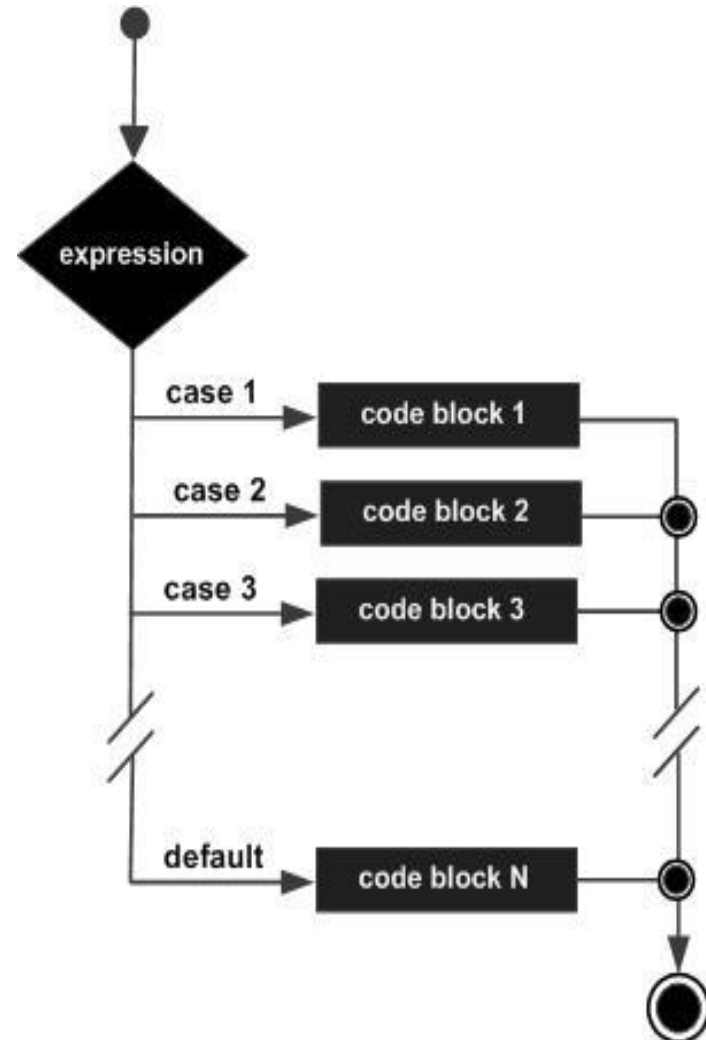 expression
case 1
code block 1
case 2
code block 2
case 3
code block 3
default
code block N